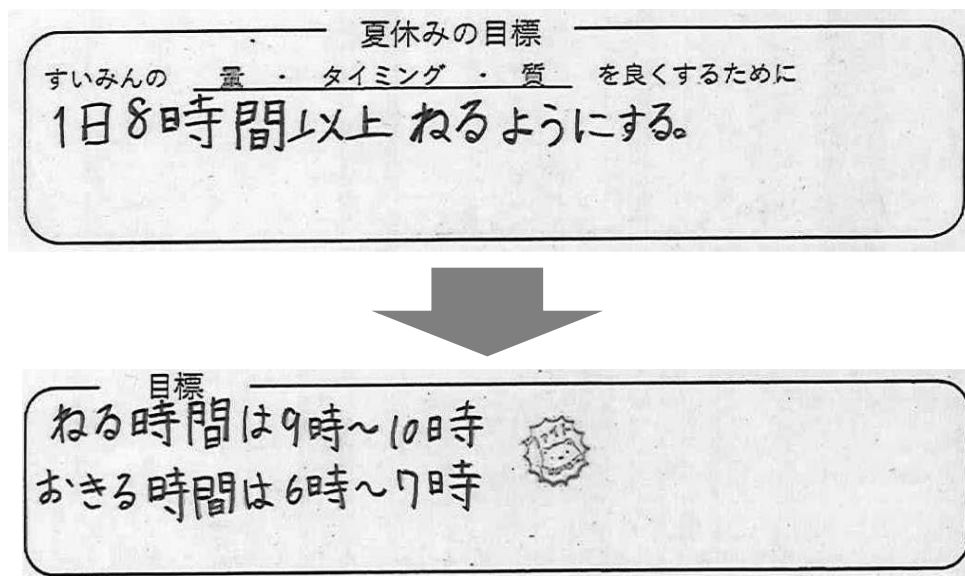 夏休みの目標
すいみんの 量 ・ タイミング ・ 質 を良くするために
1日8時間以上ねるようにする。
目標
ねる時間は9時~10時
おきる時間は6時~7時